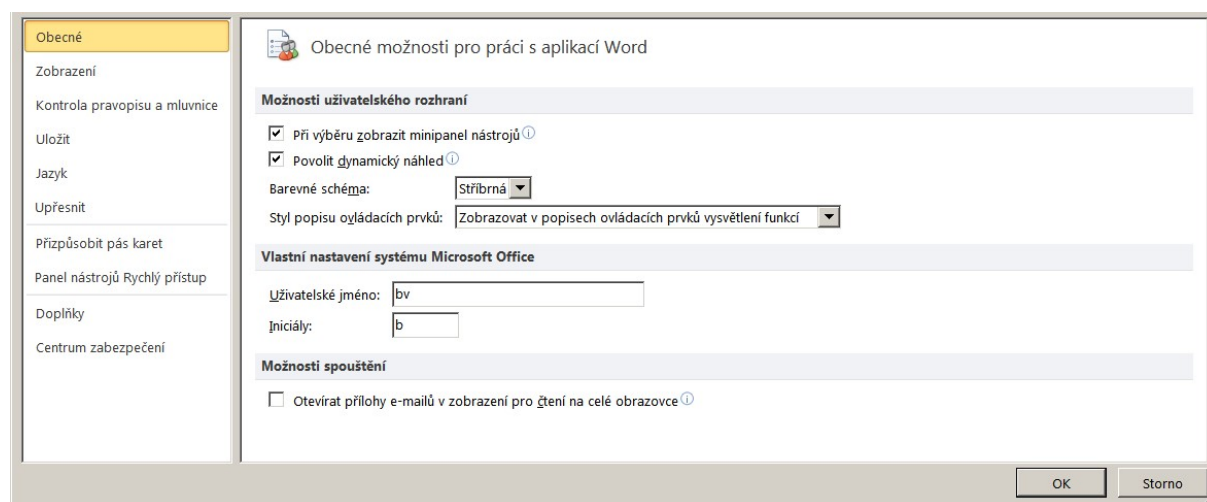 Obecné
Zobrazení
Kontrola pravopisu a mluvnice
Uložit
Jazyk
Upřesnit
Přizpůsobit pás karet
Panel nástrojů Rychlý přístup
Doplňky
Centrum zabezpečení
Obecné možnosti pro práci s aplikací Word
Možnosti uživatelského rozhraní
Při výběru zobrazit minipanel nástrojů
Povolit dynamický náhled
Barevné schéma: Stříbrná
Styl popisu ovládacích prvků: Zobrazovat v popisech ovládacích prvků vysvětlení funkcí
Vlastní nastavení systému Microsoft Office
Uživatelské jméno: bv
Iniciály: b
Možnosti spouštění
Otevírat přílohy e-mailů v zobrazení pro čtení na celé obrazovce
OK Storno